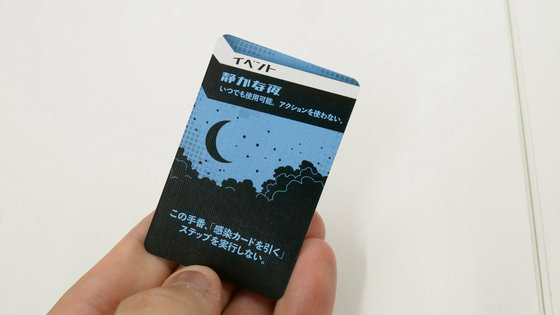 イベント
静かな夜
いつでも使用可能。アクションを使わない。
この手番、「感染カードを引く」
ステップを実行しない。